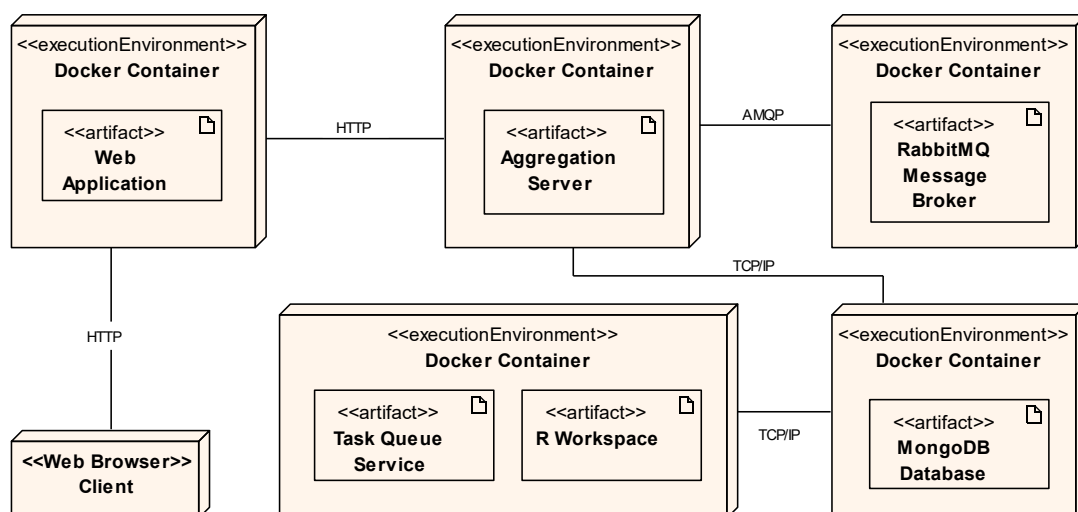 <<executionEnvironment>>
Docker Container
<<artifact>>
Web
Application
HTTP
<<executionEnvironment>>
Docker Container
<<artifact>>
Aggregation
Server
AMQP
<<executionEnvironment>>
Docker Container
<<artifact>>
RabbitMQ
Message
Broker
TCP/IP
HTTP
<<Web Browser>>
Client
<<executionEnvironment>>
Docker Container
<<artifact>>
Task Queue
Service
<<artifact>>
R Workspace
TCP/IP
<<executionEnvironment>>
Docker Container
<<artifact>>
MongoDB
Database